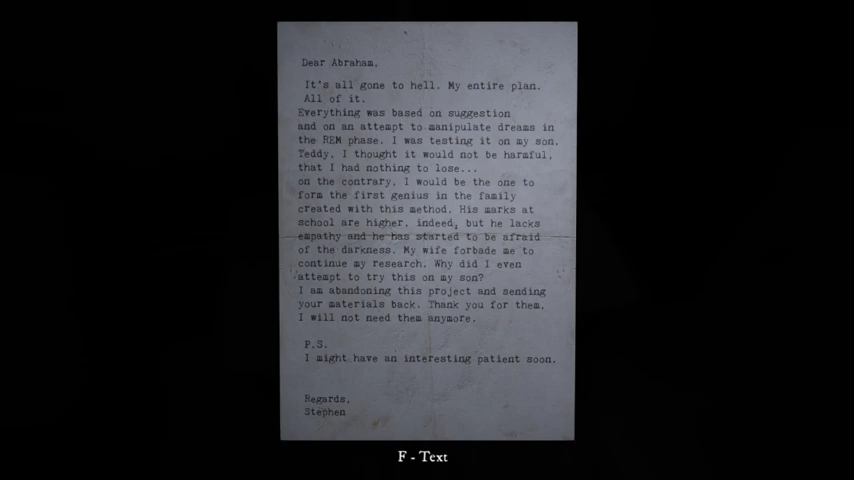 Dear Abraham,
It's all gone to hell. My entire plan.
All of it.
Everything was based on suggestion
and on an attempt to manipulate dreams in
the REM phase. I was testing it on my son,
Teddy. I thought it would not be harmful,
that I had nothing to lose...
on the contrary, I would be the one to
form the first genius in the family
created with this method. His marks at
school are higher, indeed, but he lacks
empathy and he has started to be afraid
of the darkness. My wife forbade me to
continue my research. Why did I even
attempt to try this on my son?
I am abandoning this project and sending
your materials back. Thank you for them,
I will not need them anymore.
P.S.
I might have an interesting patient soon.
Regards,
Stephen
F - Text